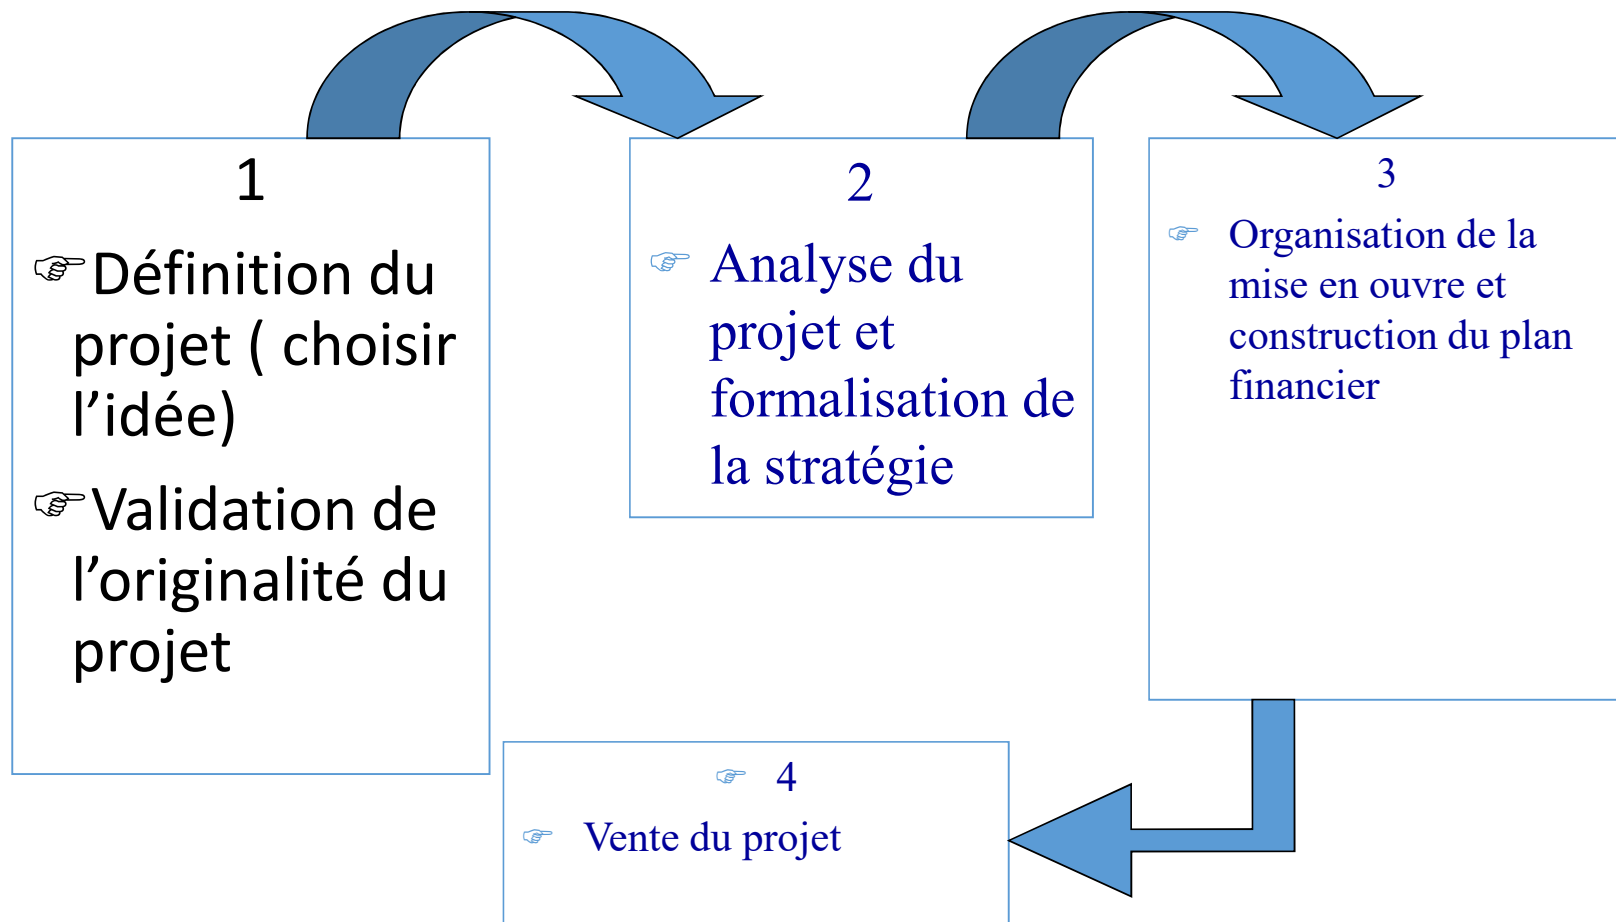 1
☞Définition du
projet ( choisir
l’idée)
☞Validation de
l’originalité du
projet
2
☞ Analyse du
projet et
formalisation de
la stratégie
3
☞ Organisation de la
mise en ouvre et
construction du plan
financier
☞ 4
☞ Vente du projet